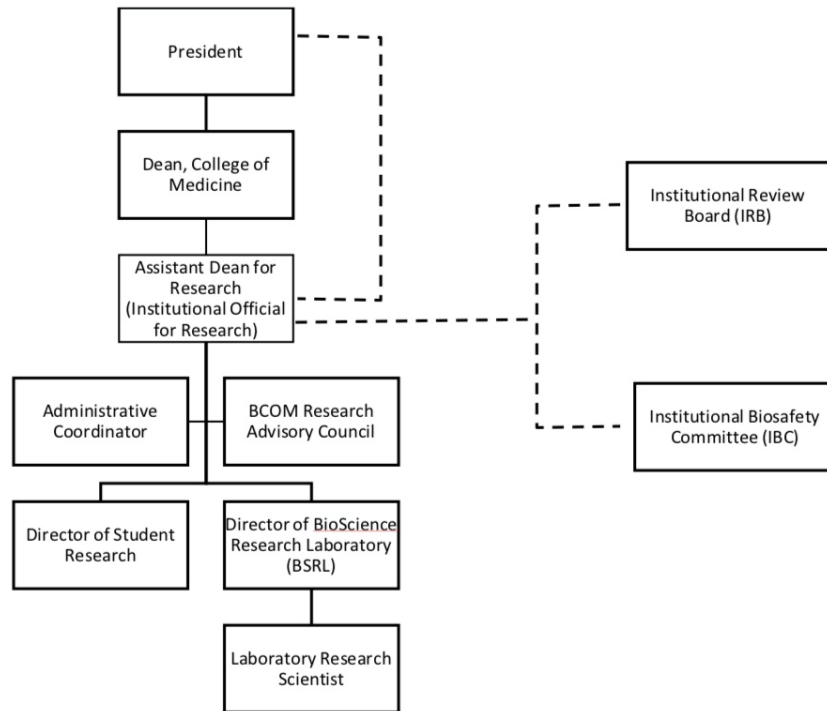 President
Dean, College of
Medicine
Institutional Review
Board (IRB)
Assistant Dean for
Research
(Institutional Official
for Research)
Administrative
Coordinator
BCOM Research
Advisory Council
Institutional Biosafety
Committee (IBC)
Director of Student
Research
Director of BioScience
Research Laboratory
(BSRL)
Laboratory Research
Scientist